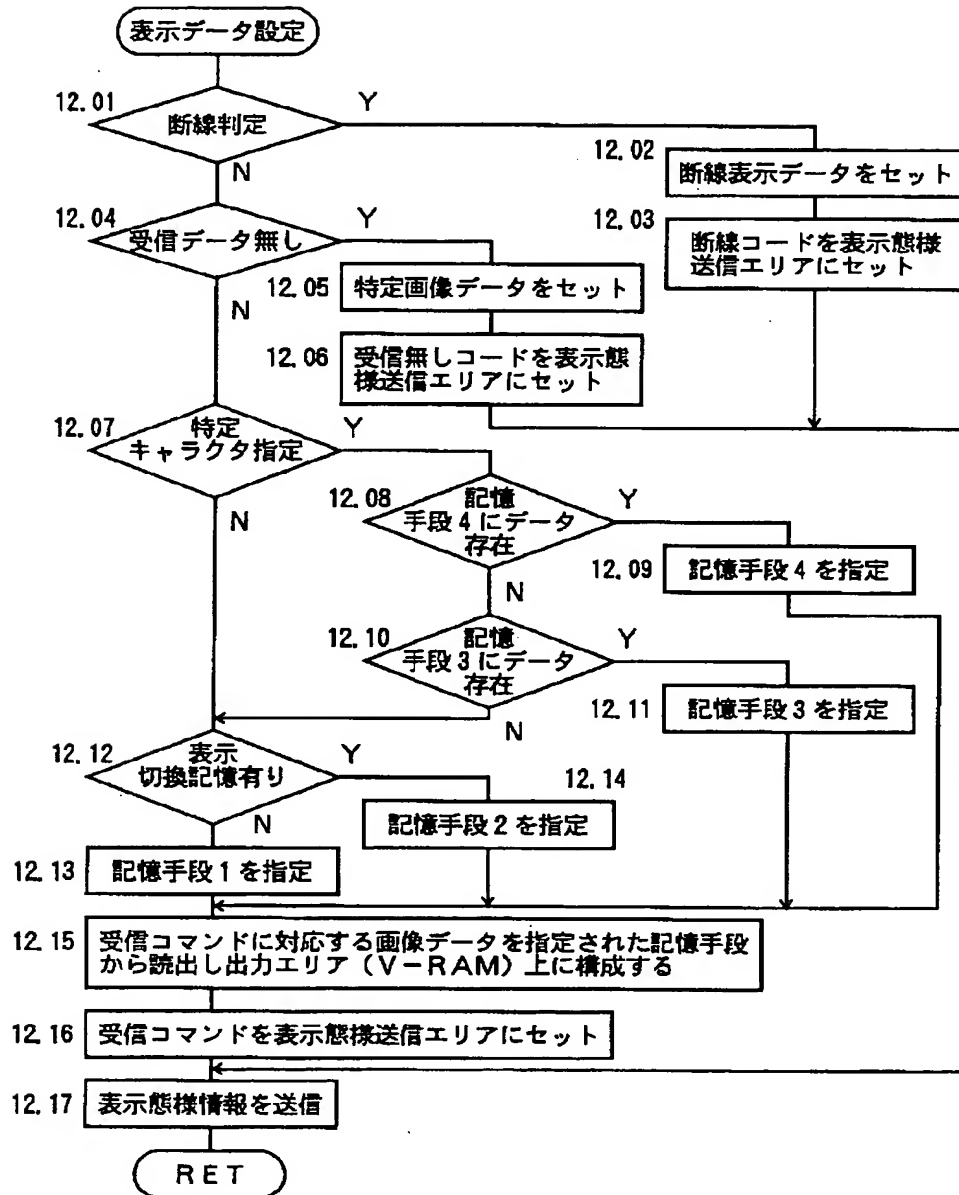 表示データ設定
12.01
断線判定
Y
N
12.02
断線表示データをセット
12.03
断線コードを表示態様
送信エリアにセット
12.04
受信データ無し
Y
N
12.05
特定画像データをセット
12.06
受信無しコードを表示態
様送信エリアにセット
12.07
特定
キャラクタ指定
Y
N
12.08
記憶
手段4にデータ
存在
Y
N
12.09
記憶手段4を指定
12.10
記憶
手段3にデータ
存在
Y
N
12.11
記憶手段3を指定
12.12
表示
切換記憶有り
Y
N
12.14
記憶手段2を指定
12.13
記憶手段1を指定
12.15
受信コマンドに対応する画像データを指定された記憶手段
から読出し出力エリア（V－RAM）上に構成する
12.16
受信コマンドを表示態様送信エリアにセット
12.17
表示態様情報を送信
RET